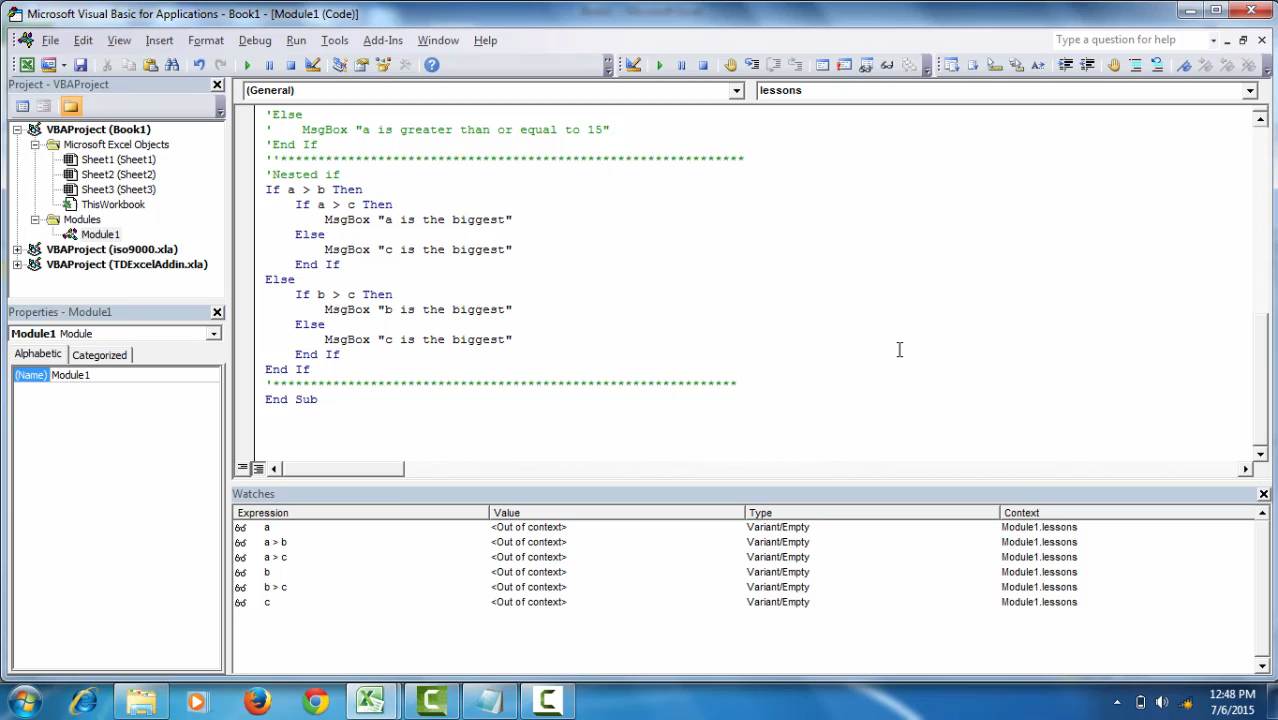 Microsoft Visual Basic for Applications - Book1 - [Module1 (Code)]
File Edit View Insert Format Debug Run Tools Add-Ins Window Help
Type a question for help
Project - VBAProject
(General)
lessons
VBAProject (Book1)
Microsoft Excel Objects
Sheet1 (Sheet1)
Sheet2 (Sheet2)
Sheet3 (Sheet3)
ThisWorkbook
Modules
Module1
VBAProject (iso9000.xla)
VBAProject (TDExcelAddin.xla)
Properties - Module1
Module1 Module
Alphabetic Categorized
(Name) Module1
'Else
'    MsgBox "a is greater than or equal to 15"
'End If
''**************************************************************
'Nested if
If a > b Then
    If a > c Then
        MsgBox "a is the biggest"
    Else
        MsgBox "c is the biggest"
    End If
Else
    If b > c Then
        MsgBox "b is the biggest"
    Else
        MsgBox "c is the biggest"
    End If
End If
'**************************************************************
End Sub
Watches
Expression Value Type Context
a <Out of context> Variant/Empty Module1.lessons
a > b <Out of context> Variant/Empty Module1.lessons
a > c <Out of context> Variant/Empty Module1.lessons
b <Out of context> Variant/Empty Module1.lessons
b > c <Out of context> Variant/Empty Module1.lessons
c <Out of context> Variant/Empty Module1.lessons
12:48 PM
7/6/2015